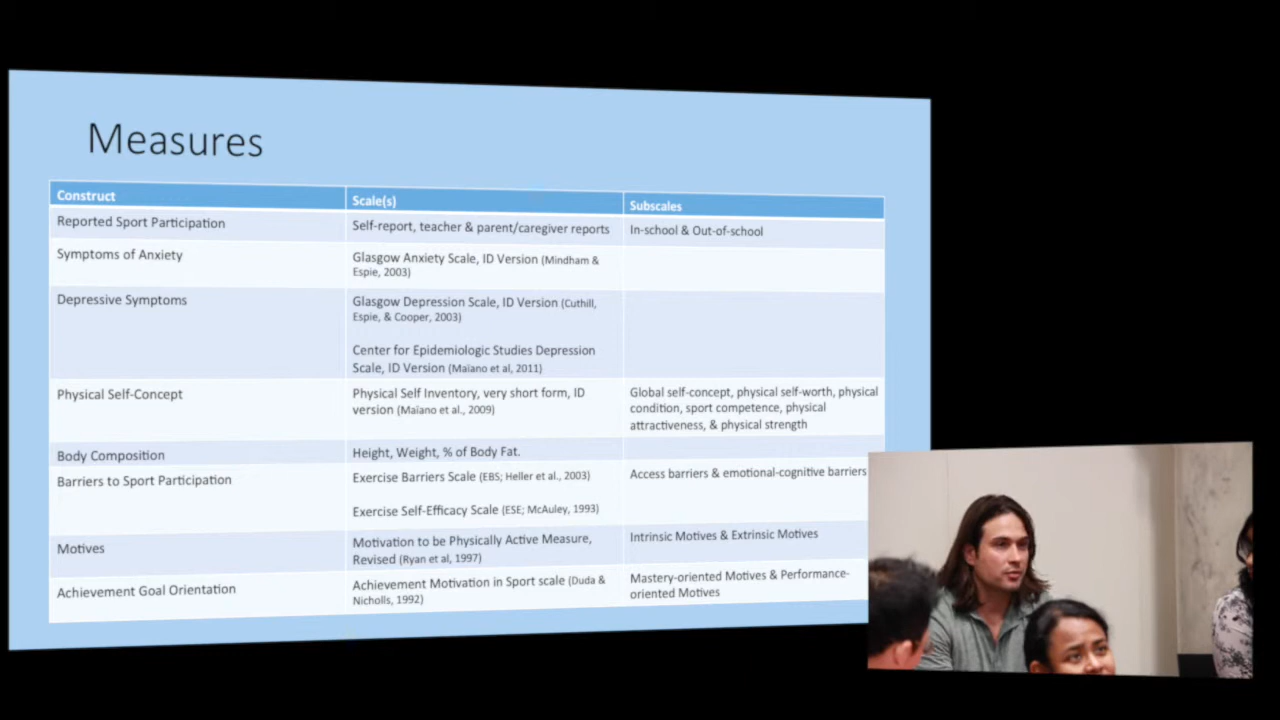 Measures
Construct
Scale(s)
Subscales
Reported Sport Participation
Self-report, teacher & parent/caregiver reports
In-school & Out-of-school
Symptoms of Anxiety
Glasgow Anxiety Scale, ID Version (Mindham &
Espie, 2003)
Depressive Symptoms
Glasgow Depression Scale, ID Version (Cuthill,
Espie, & Cooper, 2003)
Center for Epidemiologic Studies Depression
Scale, ID Version (Maïano et al, 2011)
Physical Self-Concept
Physical Self Inventory, very short form, ID
version (Maïano et al., 2009)
Global self-concept, physical self-worth, physical
condition, sport competence, physical
attractiveness, & physical strength
Body Composition
Height, Weight, % of Body Fat.
Barriers to Sport Participation
Exercise Barriers Scale (EBS; Heller et al., 2003)
Exercise Self-Efficacy Scale (ESE; McAuley, 1993)
Access barriers & emotional-cognitive barriers
Motives
Motivation to be Physically Active Measure,
Revised (Ryan et al, 1997)
Intrinsic Motives & Extrinsic Motives
Achievement Goal Orientation
Achievement Motivation in Sport scale (Duda &
Nicholls, 1992)
Mastery-oriented Motives & Performance-
oriented Motives